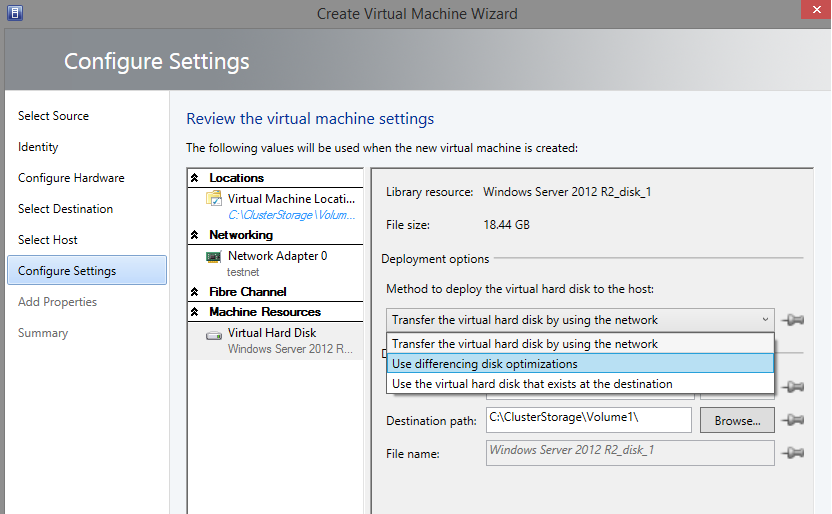 Create Virtual Machine Wizard
Configure Settings
Select Source
Identity
Configure Hardware
Select Destination
Select Host
Configure Settings
Add Properties
Summary
Review the virtual machine settings
The following values will be used when the new virtual machine is created:
Locations
Virtual Machine Locati...
C:\ClusterStorage\Volum...
Networking
Network Adapter 0
testnet
Fibre Channel
Machine Resources
Virtual Hard Disk
Windows Server 2012 R...
Library resource: Windows Server 2012 R2_disk_1
File size: 18.44 GB
Deployment options
Method to deploy the virtual hard disk to the host:
Transfer the virtual hard disk by using the network
Transfer the virtual hard disk by using the network
Use differencing disk optimizations
Use the virtual hard disk that exists at the destination
Destination path: C:\ClusterStorage\Volume1\ Browse...
File name: Windows Server 2012 R2_disk_1